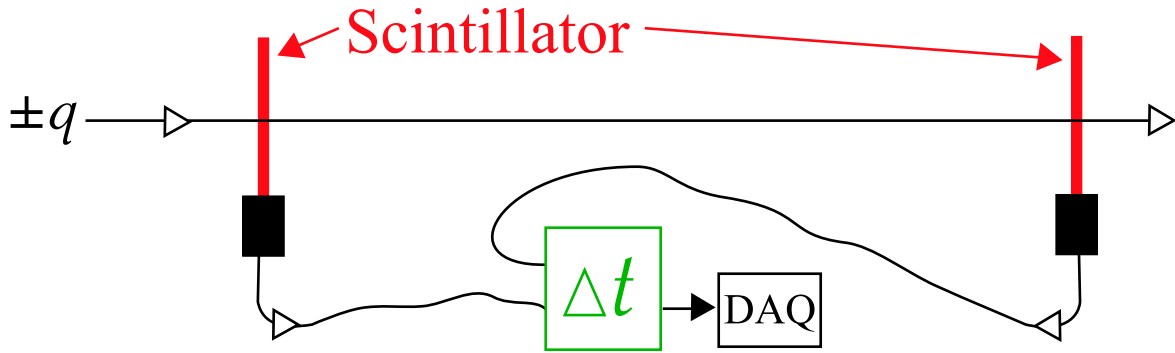 Scintillator
±q
Δt
DAQ